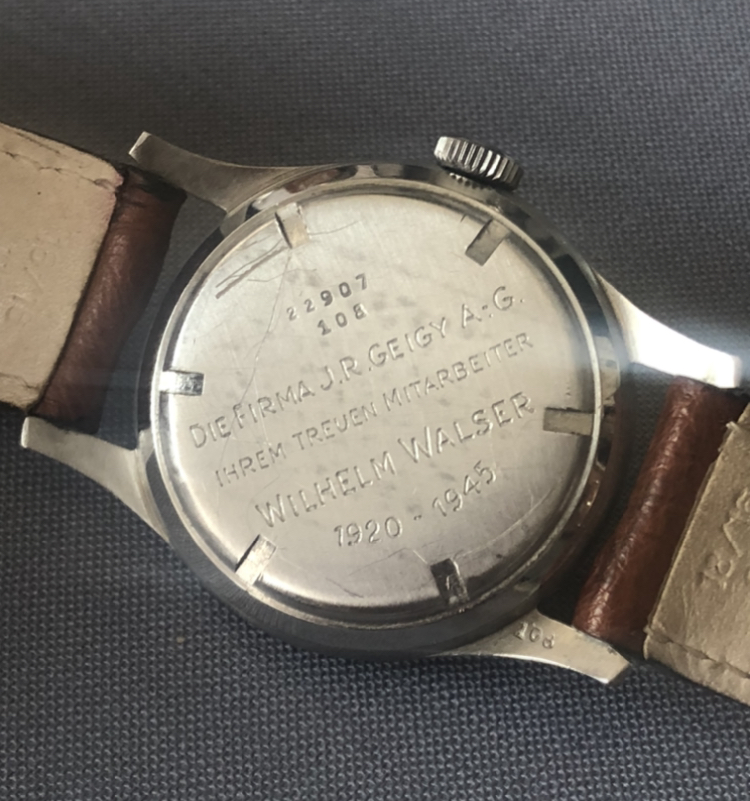 22907
108
DIE FIRMA J.R. GEIGY A-G.
IHREM TREUEN MITARBEITER
WILHELM WALSER
1920 - 1945